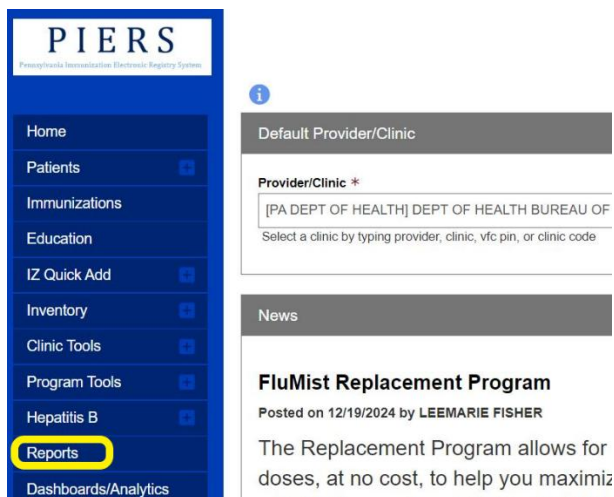 PIERS
Pennsylvania Immunization Electronic Registry System
Home
Patients
Immunizations
Education
IZ Quick Add
Inventory
Clinic Tools
Program Tools
Hepatitis B
Reports
Dashboards/Analytics
Default Provider/Clinic
Provider/Clinic *
[PA DEPT OF HEALTH] DEPT OF HEALTH BUREAU OF
Select a clinic by typing provider, clinic, vfc pin, or clinic code
News
FluMist Replacement Program
Posted on 12/19/2024 by LEEMARIE FISHER
The Replacement Program allows for
doses, at no cost, to help you maximiz